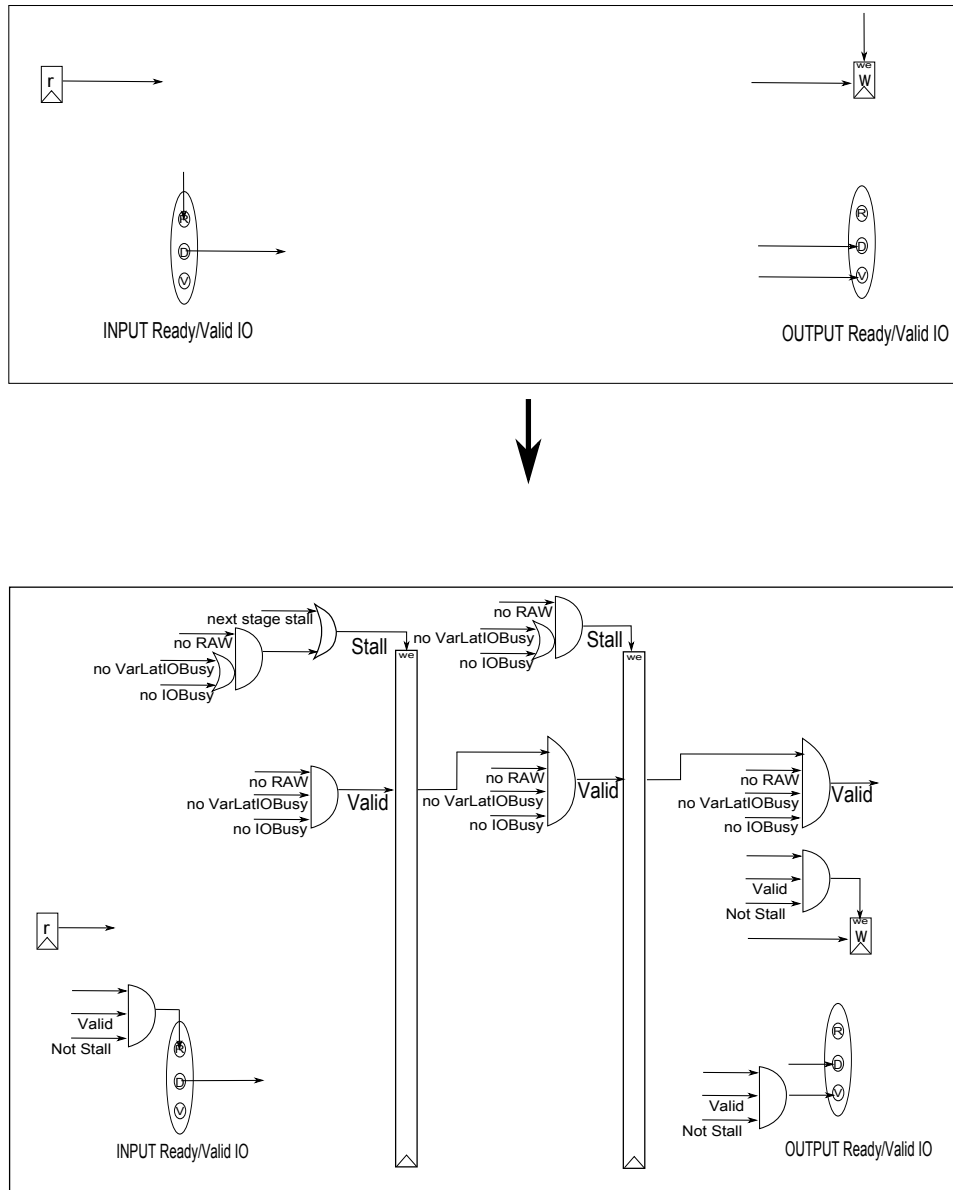 we
r
W
R
D
V
INPUT Ready/Valid IO
R
D
V
OUTPUT Ready/Valid IO
next stage stall
no RAW
no VarLatIOBusy
no IOBusy
Stall
we
no RAW
no VarLatIOBusy
no IOBusy
Stall
we
no RAW
no VarLatIOBusy
no IOBusy
Valid
no RAW
no VarLatIOBusy
no IOBusy
Valid
no RAW
no VarLatIOBusy
no IOBusy
Valid
Valid
Not Stall
we
W
r
Valid
Not Stall
R
D
V
INPUT Ready/Valid IO
Valid
Not Stall
R
D
V
OUTPUT Ready/Valid IO